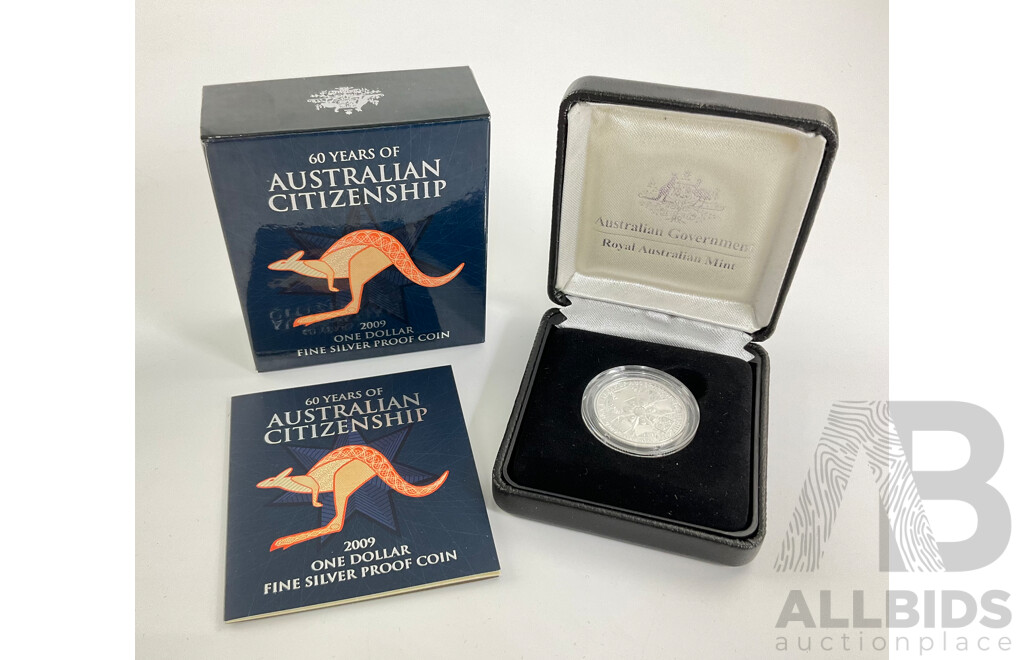 60 YEARS OF
AUSTRALIAN
CITIZENSHIP
2009
ONE DOLLAR
FINE SILVER PROOF COIN
Australian Government
Royal Australian Mint
60 YEARS OF
AUSTRALIAN
CITIZENSHIP
2009
ONE DOLLAR
FINE SILVER PROOF COIN
AB
ALLBIDS
auctionplace